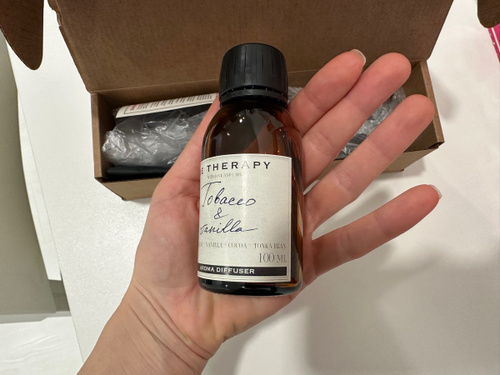 E THERAPY
Tobacco
&
Vanilla
VANILLA • COCOA • TONKA BEAN
100 ML
AROMA DIFFUSER